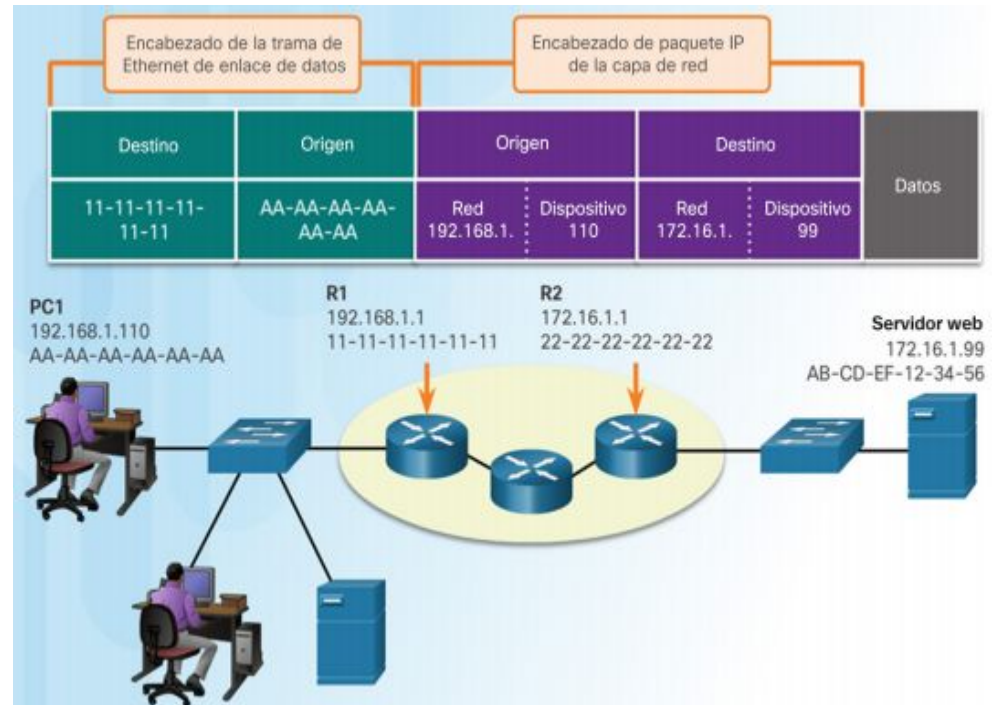 Encabezado de la trama de
Ethernet de enlace de datos
Encabezado de paquete IP
de la capa de red
Destino
Origen
Origen
Destino
Datos
11-11-11-11-
11-11
AA-AA-AA-AA-
AA-AA
Red
192.168.1.
Dispositivo
110
Red
172.16.1.
Dispositivo
99
PC1
192.168.1.110
AA-AA-AA-AA-AA-AA
R1
192.168.1.1
11-11-11-11-11-11
R2
172.16.1.1
22-22-22-22-22-22
Servidor web
172.16.1.99
AB-CD-EF-12-34-56